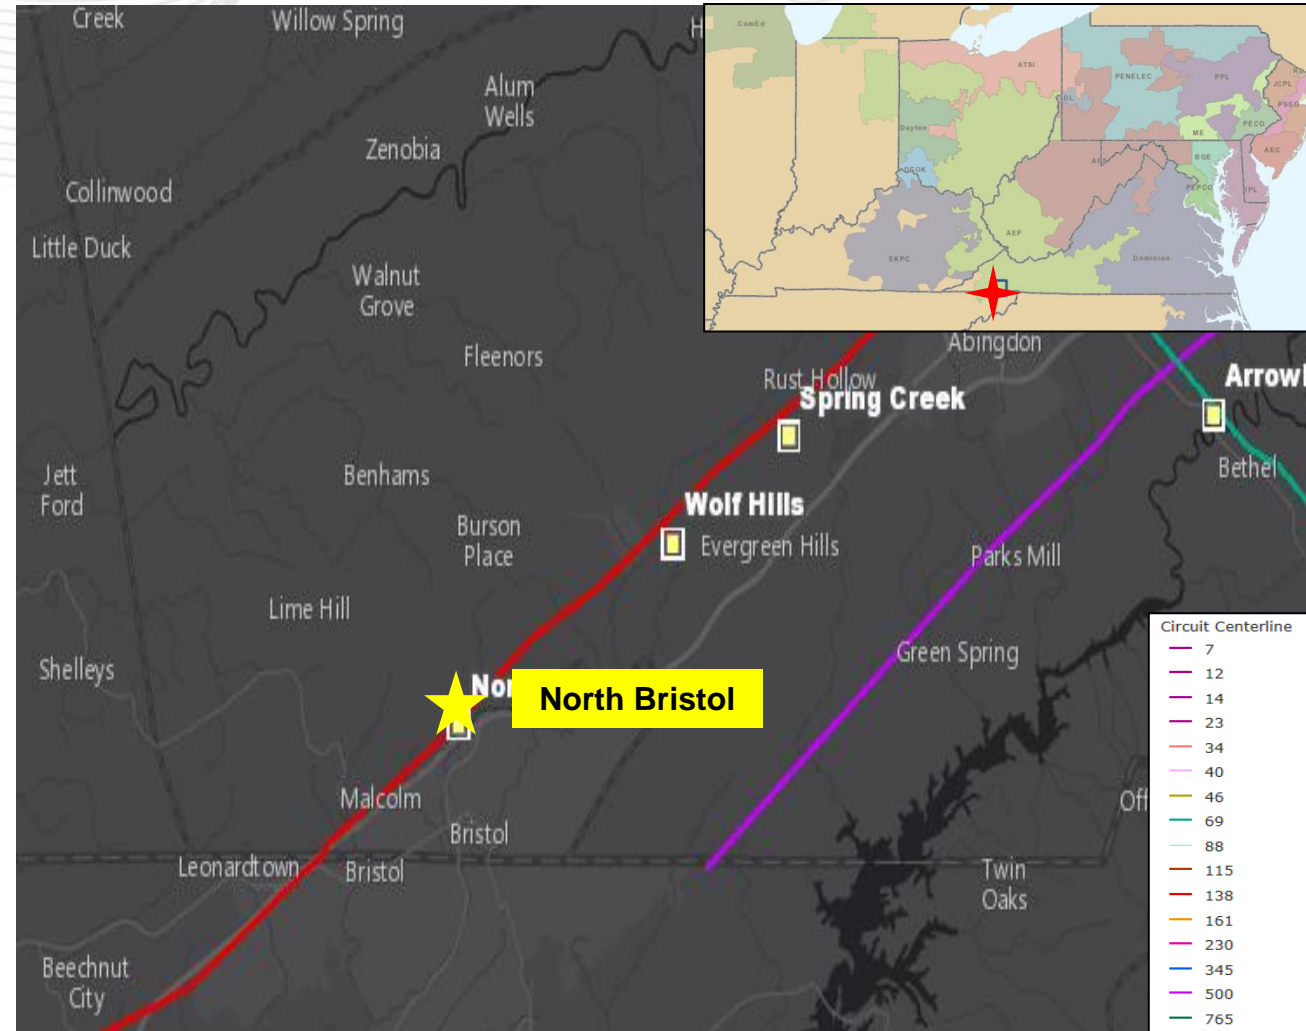 Creek
Willow Spring
H
Alum
Wells
Zenobia
Collinwood
Little Duck
Walnut
Grove
Fleenors
Jett
Ford
Benhams
Burson
Place
Lime Hill
Shelleys
Rust Hollow
Spring Creek
Abingdon
Arrowh
Bethel
Wolf Hills
Evergreen Hills
Parks Mill
Green Spring
Nor
North Bristol
Malcolm
Bristol
Leonardtown
Bristol
Twin
Oaks
Off
Beechnut
City
ComEd
ATSI
PENELEC
PPL
JCPL
PSEG
DL
Dayton
ME
PECO
AEC
BGE
DEOK
PEPCO
DPL
AEP
EKPC
Dominion
Circuit Centerline
7
12
14
23
34
40
46
69
88
115
138
161
230
345
500
765